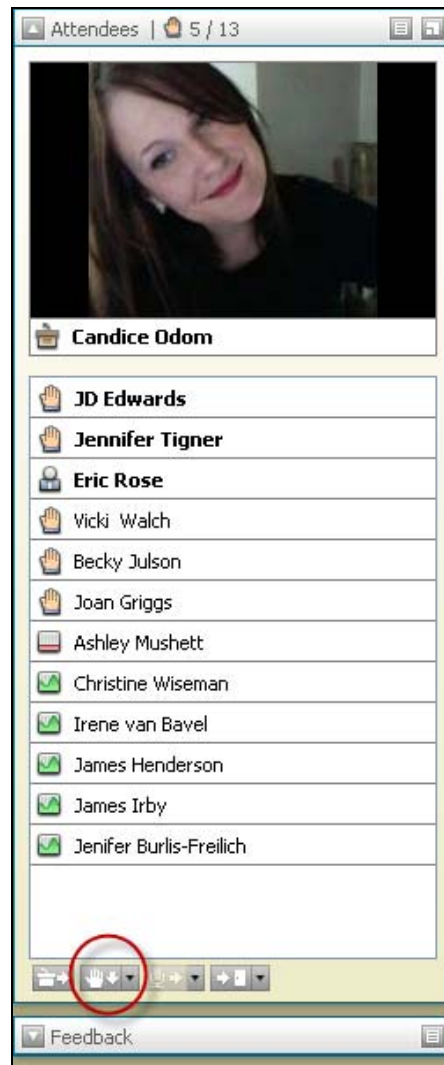 Attendees | 5 / 13
Candice Odom
JD Edwards
Jennifer Tigner
Eric Rose
Vicki Walch
Becky Julson
Joan Griggs
Ashley Mushett
Christine Wiseman
Irene van Bavel
James Henderson
James Irby
Jenifer Burlis-Freilich
Feedback